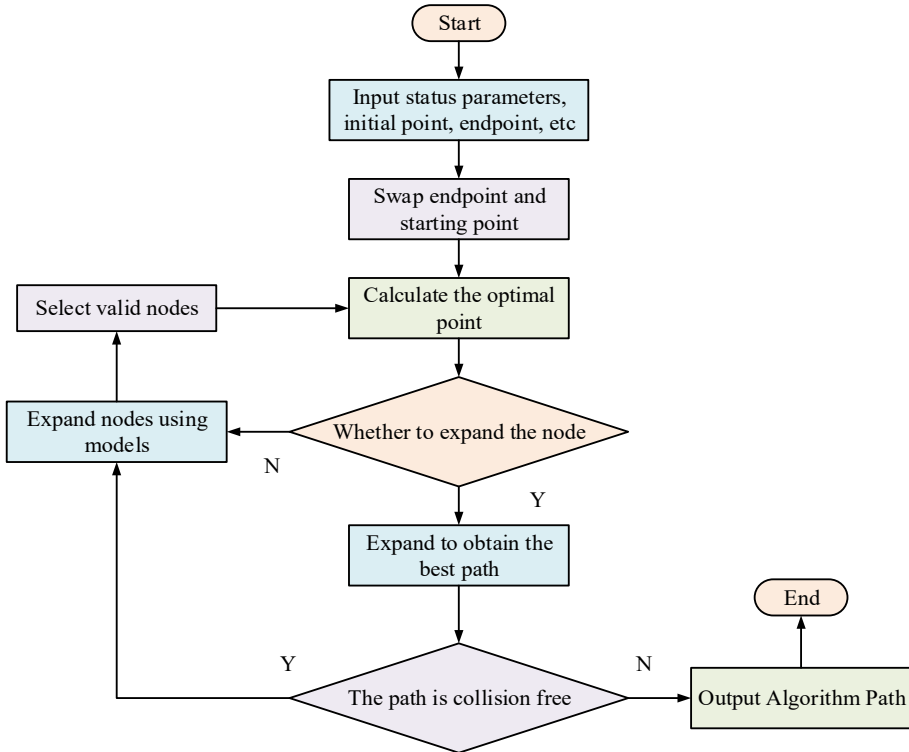 Start
Input status parameters,
initial point, endpoint, etc
Swap endpoint and
starting point
Select valid nodes
Calculate the optimal
point
Expand nodes using
models
Whether to expand the node
N
Y
Expand to obtain the
best path
End
Y
N
The path is collision free
Output Algorithm Path